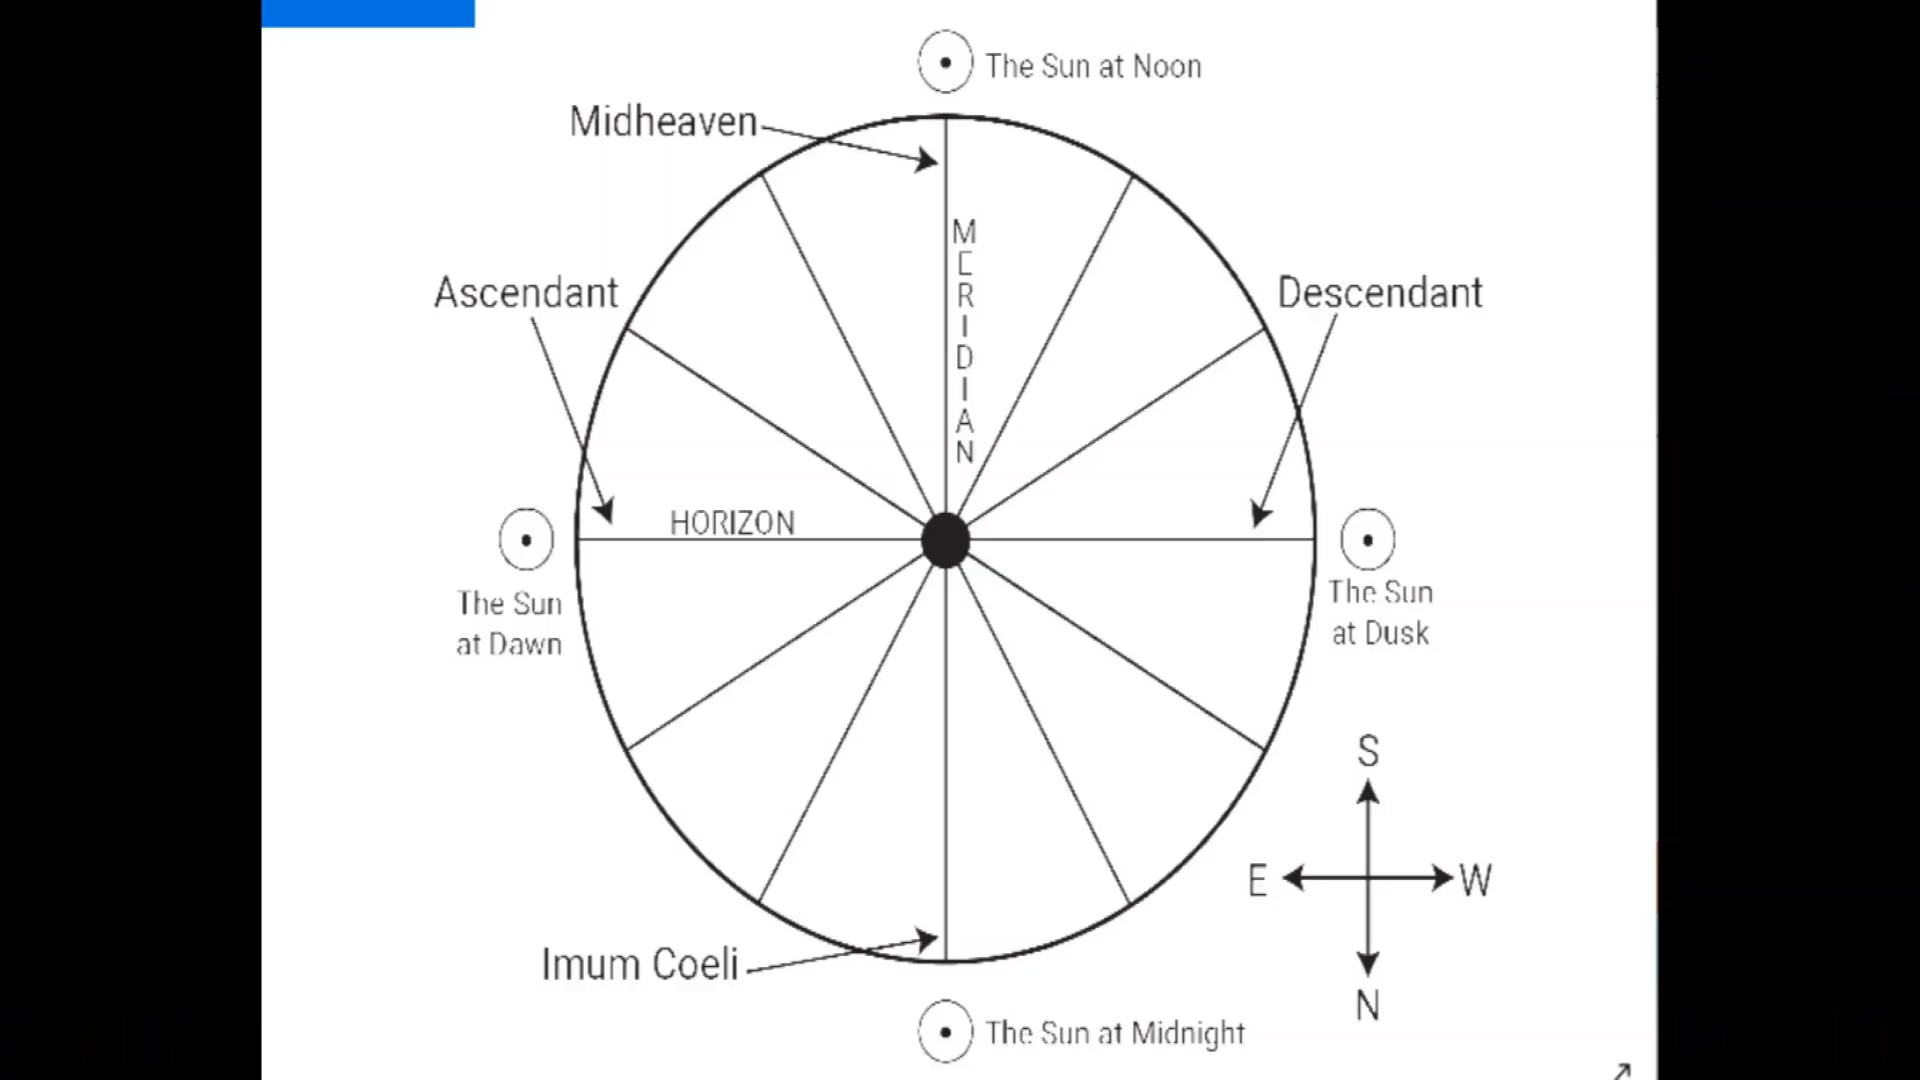 The Sun at Noon
Midheaven
MERIDIAN
Ascendant
Descendant
HORIZON
The Sun
at Dawn
The Sun
at Dusk
S
E
W
N
Imum Coeli
The Sun at Midnight